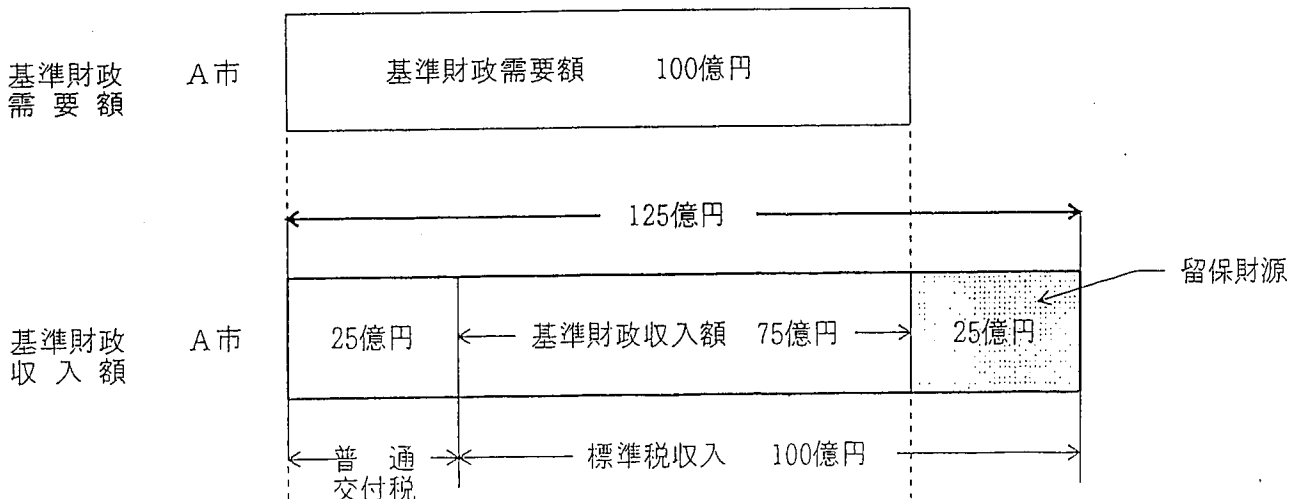 基準財政
需 要 額
A市
基準財政需要額 100億円
125億円
留保財源
基準財政
収 入 額
A市
25億円
基準財政収入額 75億円
25億円
普 通
交付税
標準税収入 100億円